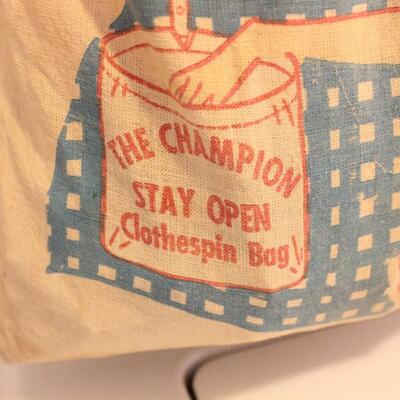 THE CHAMPION
STAY OPEN
Clothespin Bag